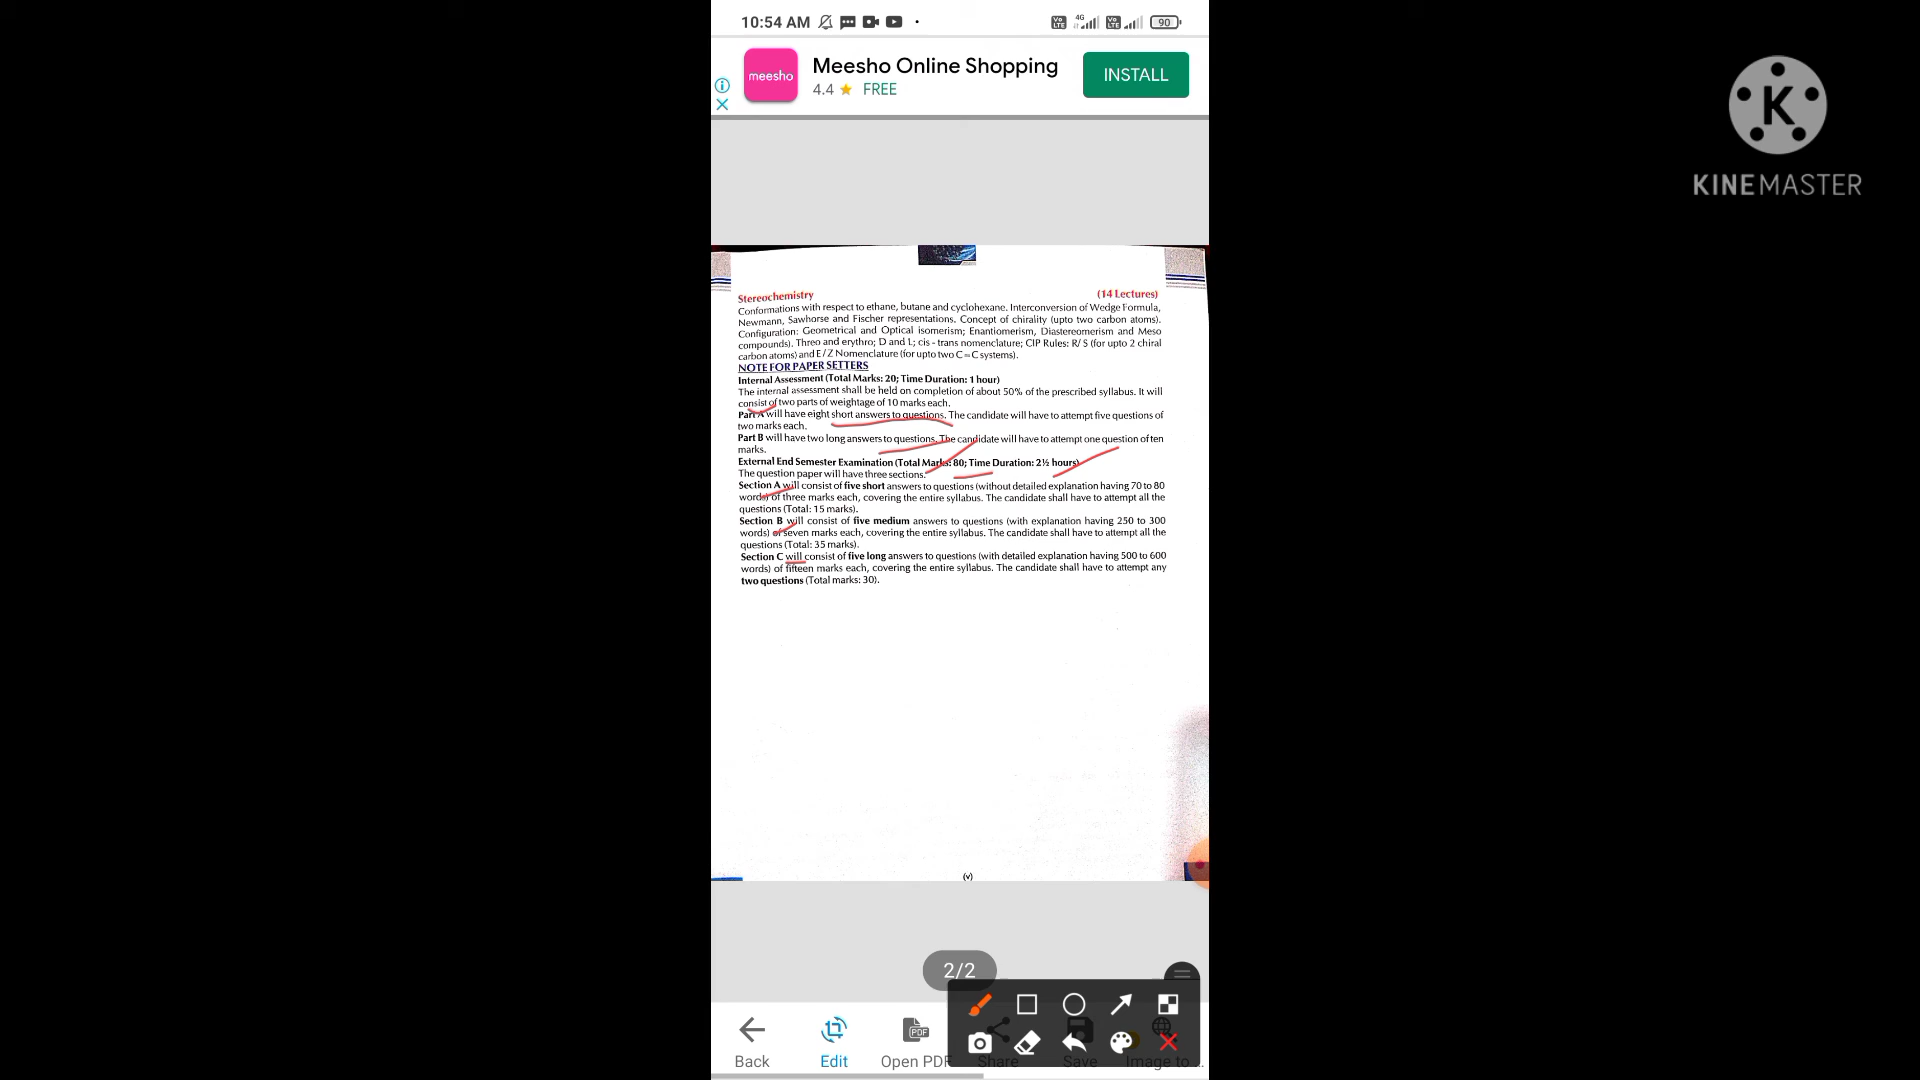 10:54 AM
4G
Vo
LTE
Vo
LTE
90
meesho
Meesho Online Shopping
4.4 ★ FREE
INSTALL
K
KINEMASTER
Stereochemistry (14 Lectures)
Conformations with respect to ethane, butane and cyclohexane. Interconversion of Wedge Formula,
Newmann, Sawhorse and Fischer representations. Concept of chirality (upto two carbon atoms).
Configuration: Geometrical and Optical isomerism; Enantiomerism, Diastereomerism and Meso
compounds). Threo and erythro; D and L; cis - trans nomenclature; CIP Rules: R/ S (for upto 2 chiral
carbon atoms) and E / Z Nomenclature (for upto two C=C systems).
NOTE FOR PAPER SETTERS
Internal Assessment (Total Marks: 20; Time Duration: 1 hour)
The internal assessment shall be held on completion of about 50% of the prescribed syllabus. It will
consist of two parts of weightage of 10 marks each.
Part A will have eight short answers to questions. The candidate will have to attempt five questions of
two marks each.
Part B will have two long answers to questions. The candidate will have to attempt one question of ten
marks.
External End Semester Examination (Total Marks: 80; Time Duration: 2½ hours)
The question paper will have three sections.
Section A will consist of five short answers to questions (without detailed explanation having 70 to 80
words) of three marks each, covering the entire syllabus. The candidate shall have to attempt all the
questions (Total: 15 marks).
Section B will consist of five medium answers to questions (with explanation having 250 to 300
words) of seven marks each, covering the entire syllabus. The candidate shall have to attempt all the
questions (Total: 35 marks).
Section C will consist of five long answers to questions (with detailed explanation having 500 to 600
words) of fifteen marks each, covering the entire syllabus. The candidate shall have to attempt any
two questions (Total marks: 30).
(v)
2/2
PDF
Back
Edit
Open PDF
Share
Save
Image to...